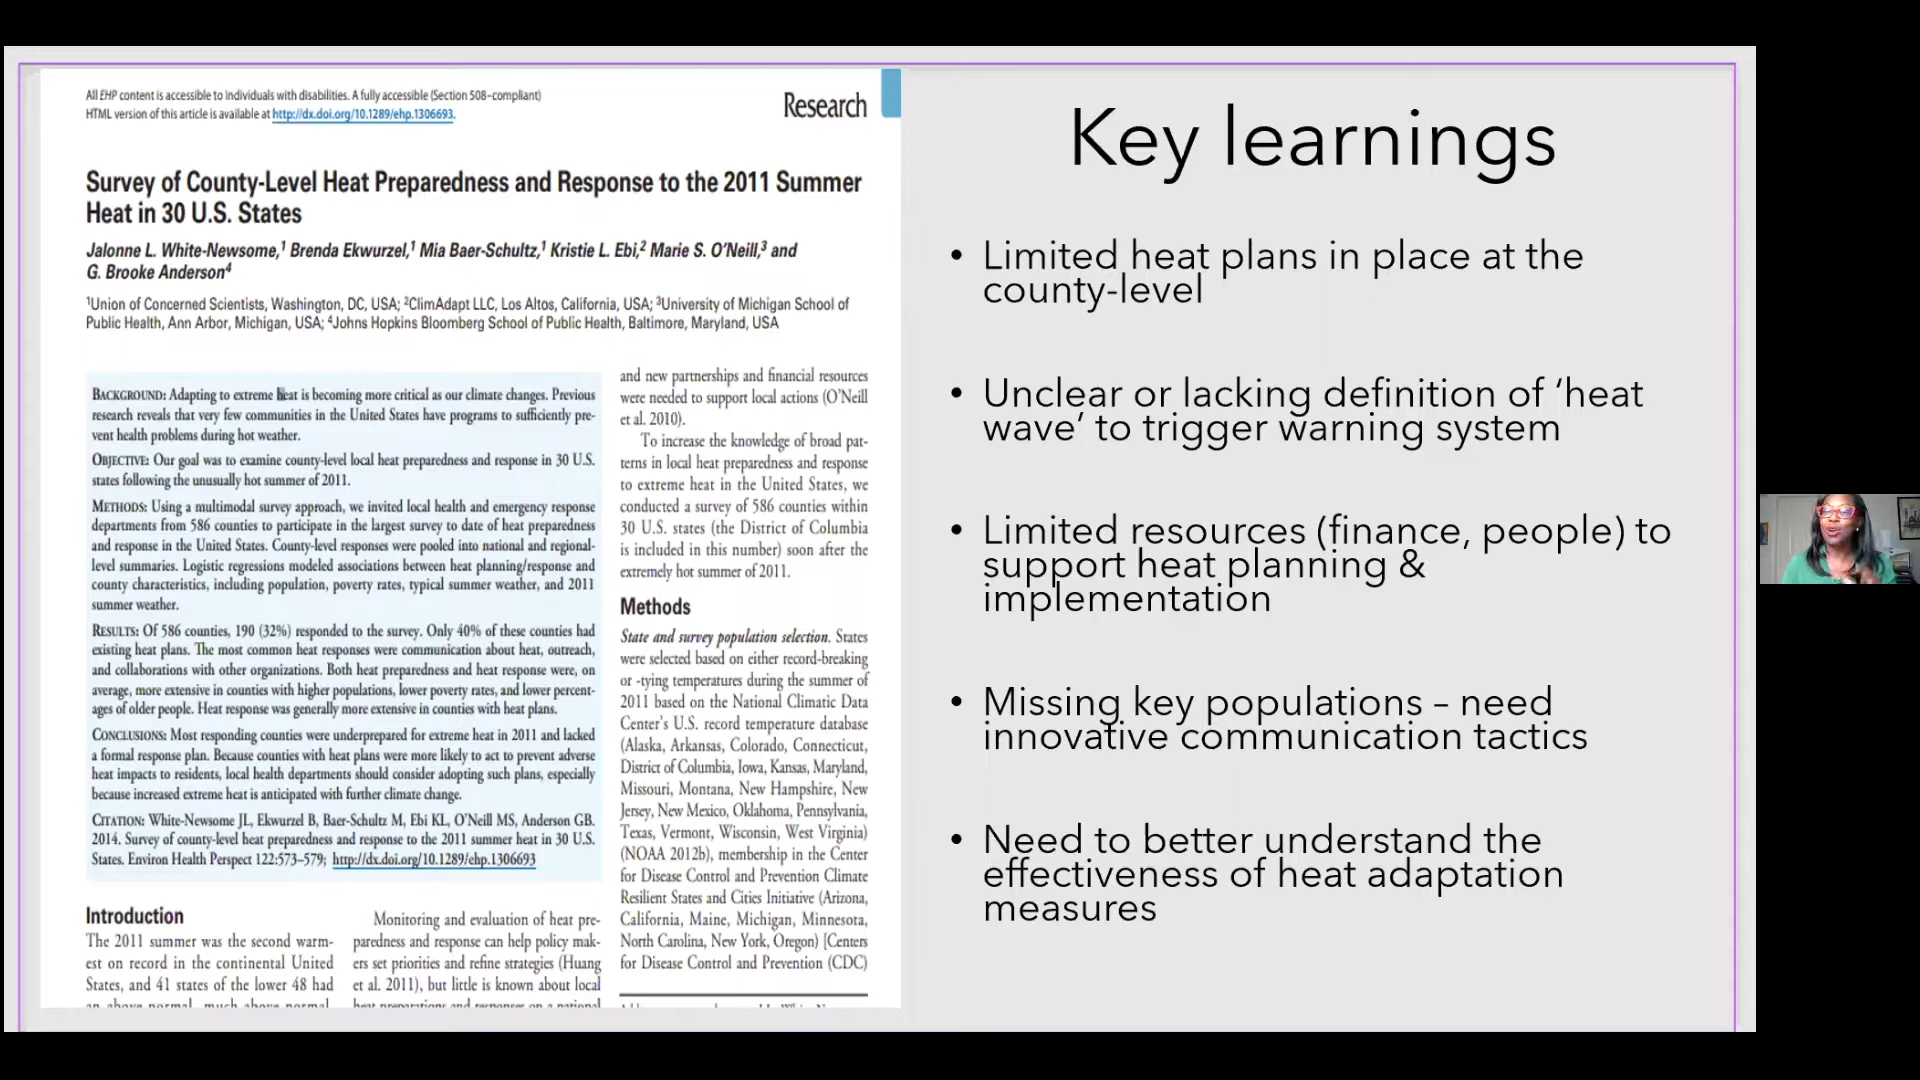 All EHP content is accessible to individuals with disabilities. A fully accessible (Section 508–compliant)
HTML version of this article is available at http://dx.doi.org/10.1289/ehp.1306693.
Research
Survey of County-Level Heat Preparedness and Response to the 2011 Summer
Heat in 30 U.S. States
Jalonne L. White-Newsome,1 Brenda Ekwurzel,1 Mia Baer-Schultz,1 Kristie L. Ebi,2 Marie S. O’Neill,3 and
G. Brooke Anderson4
1Union of Concerned Scientists, Washington, DC, USA; 2ClimAdapt LLC, Los Altos, California, USA; 3University of Michigan School of
Public Health, Ann Arbor, Michigan, USA; 4Johns Hopkins Bloomberg School of Public Health, Baltimore, Maryland, USA
Background: Adapting to extreme heat is becoming more critical as our climate changes. Previous
research reveals that very few communities in the United States have programs to sufficiently pre-
vent health problems during hot weather.
Objective: Our goal was to examine county-level local heat preparedness and response in 30 U.S.
states following the unusually hot summer of 2011.
Methods: Using a multimodal survey approach, we invited local health and emergency response
departments from 586 counties to participate in the largest survey to date of heat preparedness
and response in the United States. County-level responses were pooled into national and regional-
level summaries. Logistic regressions modeled associations between heat planning/response and
county characteristics, including population, poverty rates, typical summer weather, and 2011
summer weather.
Results: Of 586 counties, 190 (32%) responded to the survey. Only 40% of these counties had
existing heat plans. The most common heat responses were communication about heat, outreach,
and collaborations with other organizations. Both heat preparedness and heat response were, on
average, more extensive in counties with higher populations, lower poverty rates, and lower percent-
ages of older people. Heat response was generally more extensive in counties with heat plans.
Conclusions: Most responding counties were underprepared for extreme heat in 2011 and lacked
a formal response plan. Because counties with heat plans were more likely to act to prevent adverse
heat impacts to residents, local health departments should consider adopting such plans, especially
because increased extreme heat is anticipated with further climate change.
Citation: White-Newsome JL, Ekwurzel B, Baer-Schultz M, Ebi KL, O’Neill MS, Anderson GB.
2014. Survey of county-level heat preparedness and response to the 2011 summer heat in 30 U.S.
States. Environ Health Perspect 122:573–579; http://dx.doi.org/10.1289/ehp.1306693
Introduction
The 2011 summer was the second warm-
est on record in the continental United
States, and 41 states of the lower 48 had
Monitoring and evaluation of heat pre-
paredness and response can help policy mak-
ers set priorities and refine strategies (Huang
et al. 2011), but little is known about local
and new partnerships and financial resources
were needed to support local actions (O’Neill
et al. 2010).
To increase the knowledge of broad pat-
terns in local heat preparedness and response
to extreme heat in the United States, we
conducted a survey of 586 counties within
30 U.S. states (the District of Columbia
is included in this number) soon after the
extremely hot summer of 2011.
Methods
State and survey population selection. States
were selected based on either record-breaking
or -tying temperatures during the summer of
2011 based on the National Climatic Data
Center’s U.S. record temperature database
(Alaska, Arkansas, Colorado, Connecticut,
District of Columbia, Iowa, Kansas, Maryland,
Missouri, Montana, New Hampshire, New
Jersey, New Mexico, Oklahoma, Pennsylvania,
Texas, Vermont, Wisconsin, West Virginia)
(NOAA 2012b), membership in the Center
for Disease Control and Prevention Climate
Resilient States and Cities Initiative (Arizona,
California, Maine, Michigan, Minnesota,
North Carolina, New York, Oregon) [Centers
for Disease Control and Prevention (CDC)
Key learnings
• Limited heat plans in place at the
county-level
• Unclear or lacking definition of ‘heat
wave’ to trigger warning system
• Limited resources (finance, people) to
support heat planning &
implementation
• Missing key populations – need
innovative communication tactics
• Need to better understand the
effectiveness of heat adaptation
measures